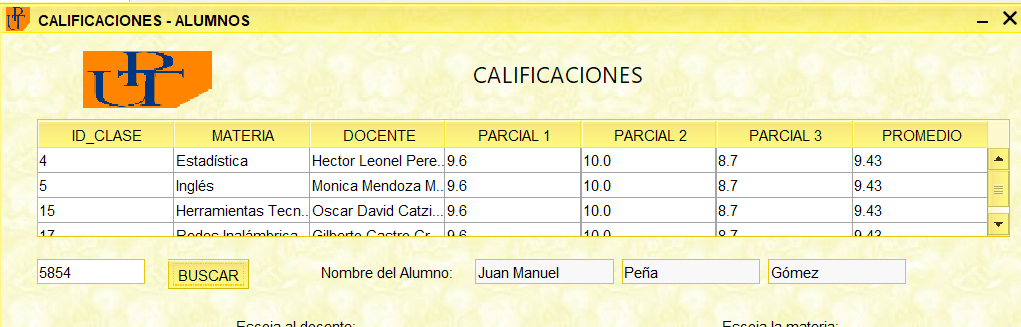 CALIFICACIONES - ALUMNOS
UPT
CALIFICACIONES
ID_CLASE MATERIA DOCENTE PARCIAL 1 PARCIAL 2 PARCIAL 3 PROMEDIO
4 Estadística Hector Leonel Pere... 9.6 10.0 8.7 9.43
5 Inglés Monica Mendoza M... 9.6 10.0 8.7 9.43
15 Herramientas Tecn... Oscar David Catzi... 9.6 10.0 8.7 9.43
17 Redes Inalámbrica... Gilberto Castro Cr... 9.6 10.0 8.7 9.43
5854 BUSCAR Nombre del Alumno: Juan Manuel Peña Gómez
Escoja al docente: Escoja la materia: